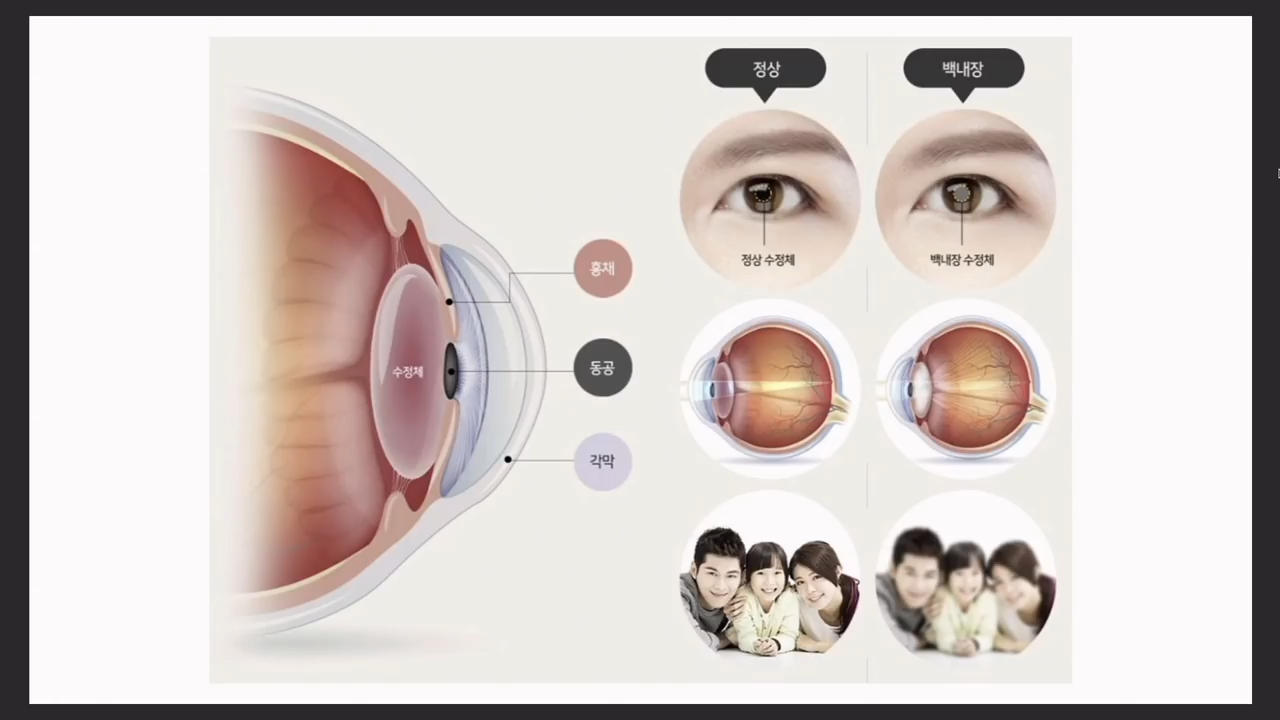 정상
백내장
정상 수정체
백내장 수정체
홍채
동공
수정체
각막